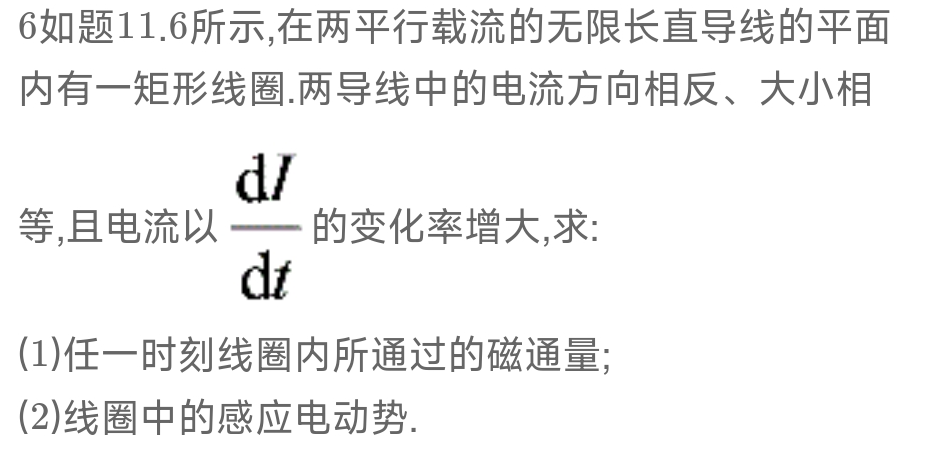 6如题11.6所示,在两平行载流的无限长直导线的平面
内有一矩形线圈.两导线中的电流方向相反、大小相
等,且电流以 dI/dt 的变化率增大,求:
(1)任一时刻线圈内所通过的磁通量;
(2)线圈中的感应电动势.